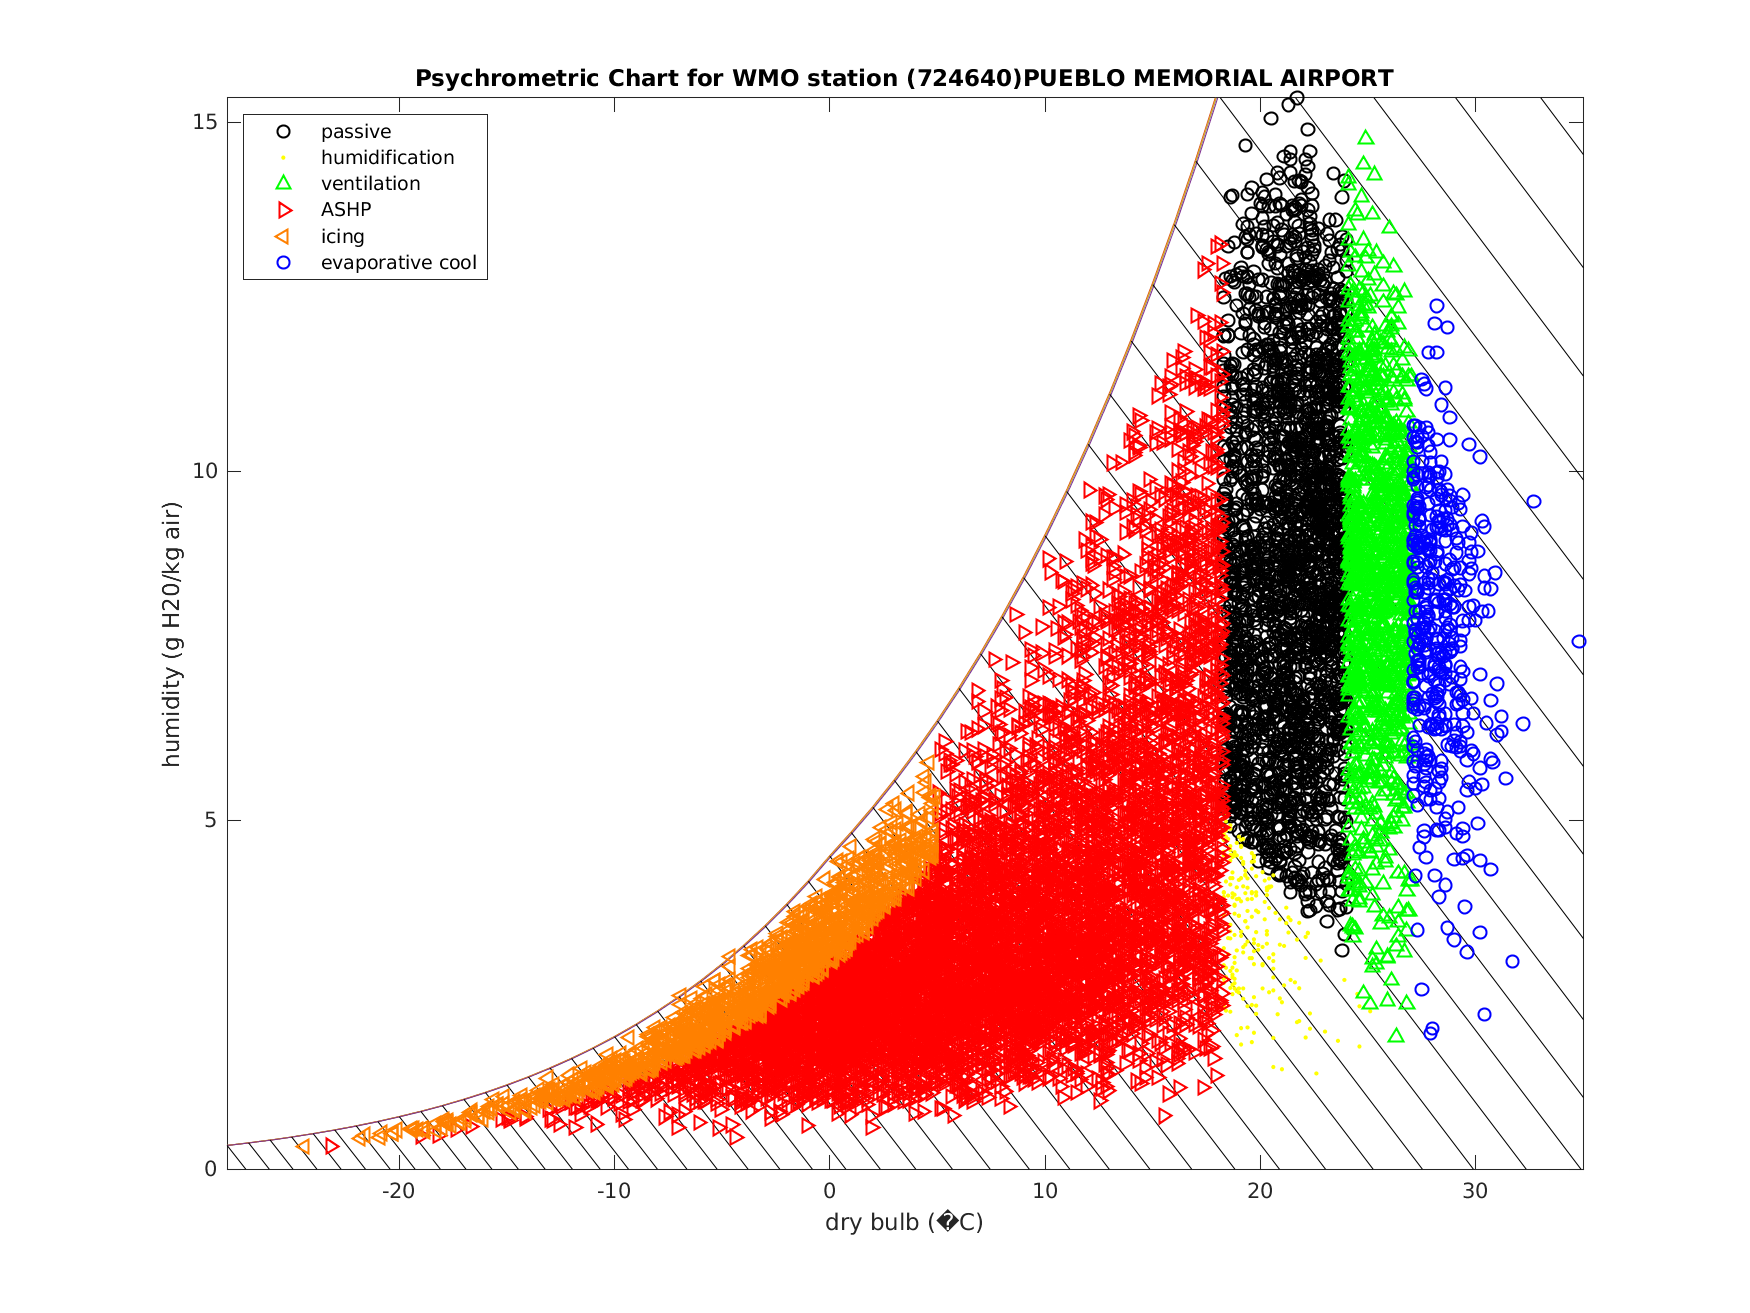 Psychrometric Chart for WMO station (724640)PUEBLO MEMORIAL AIRPORT
passive
humidification
ventilation
ASHP
icing
evaporative cool
15
10
5
0
humidity (g H20/kg air)
-20 -10 0 10 20 30
dry bulb (�C)